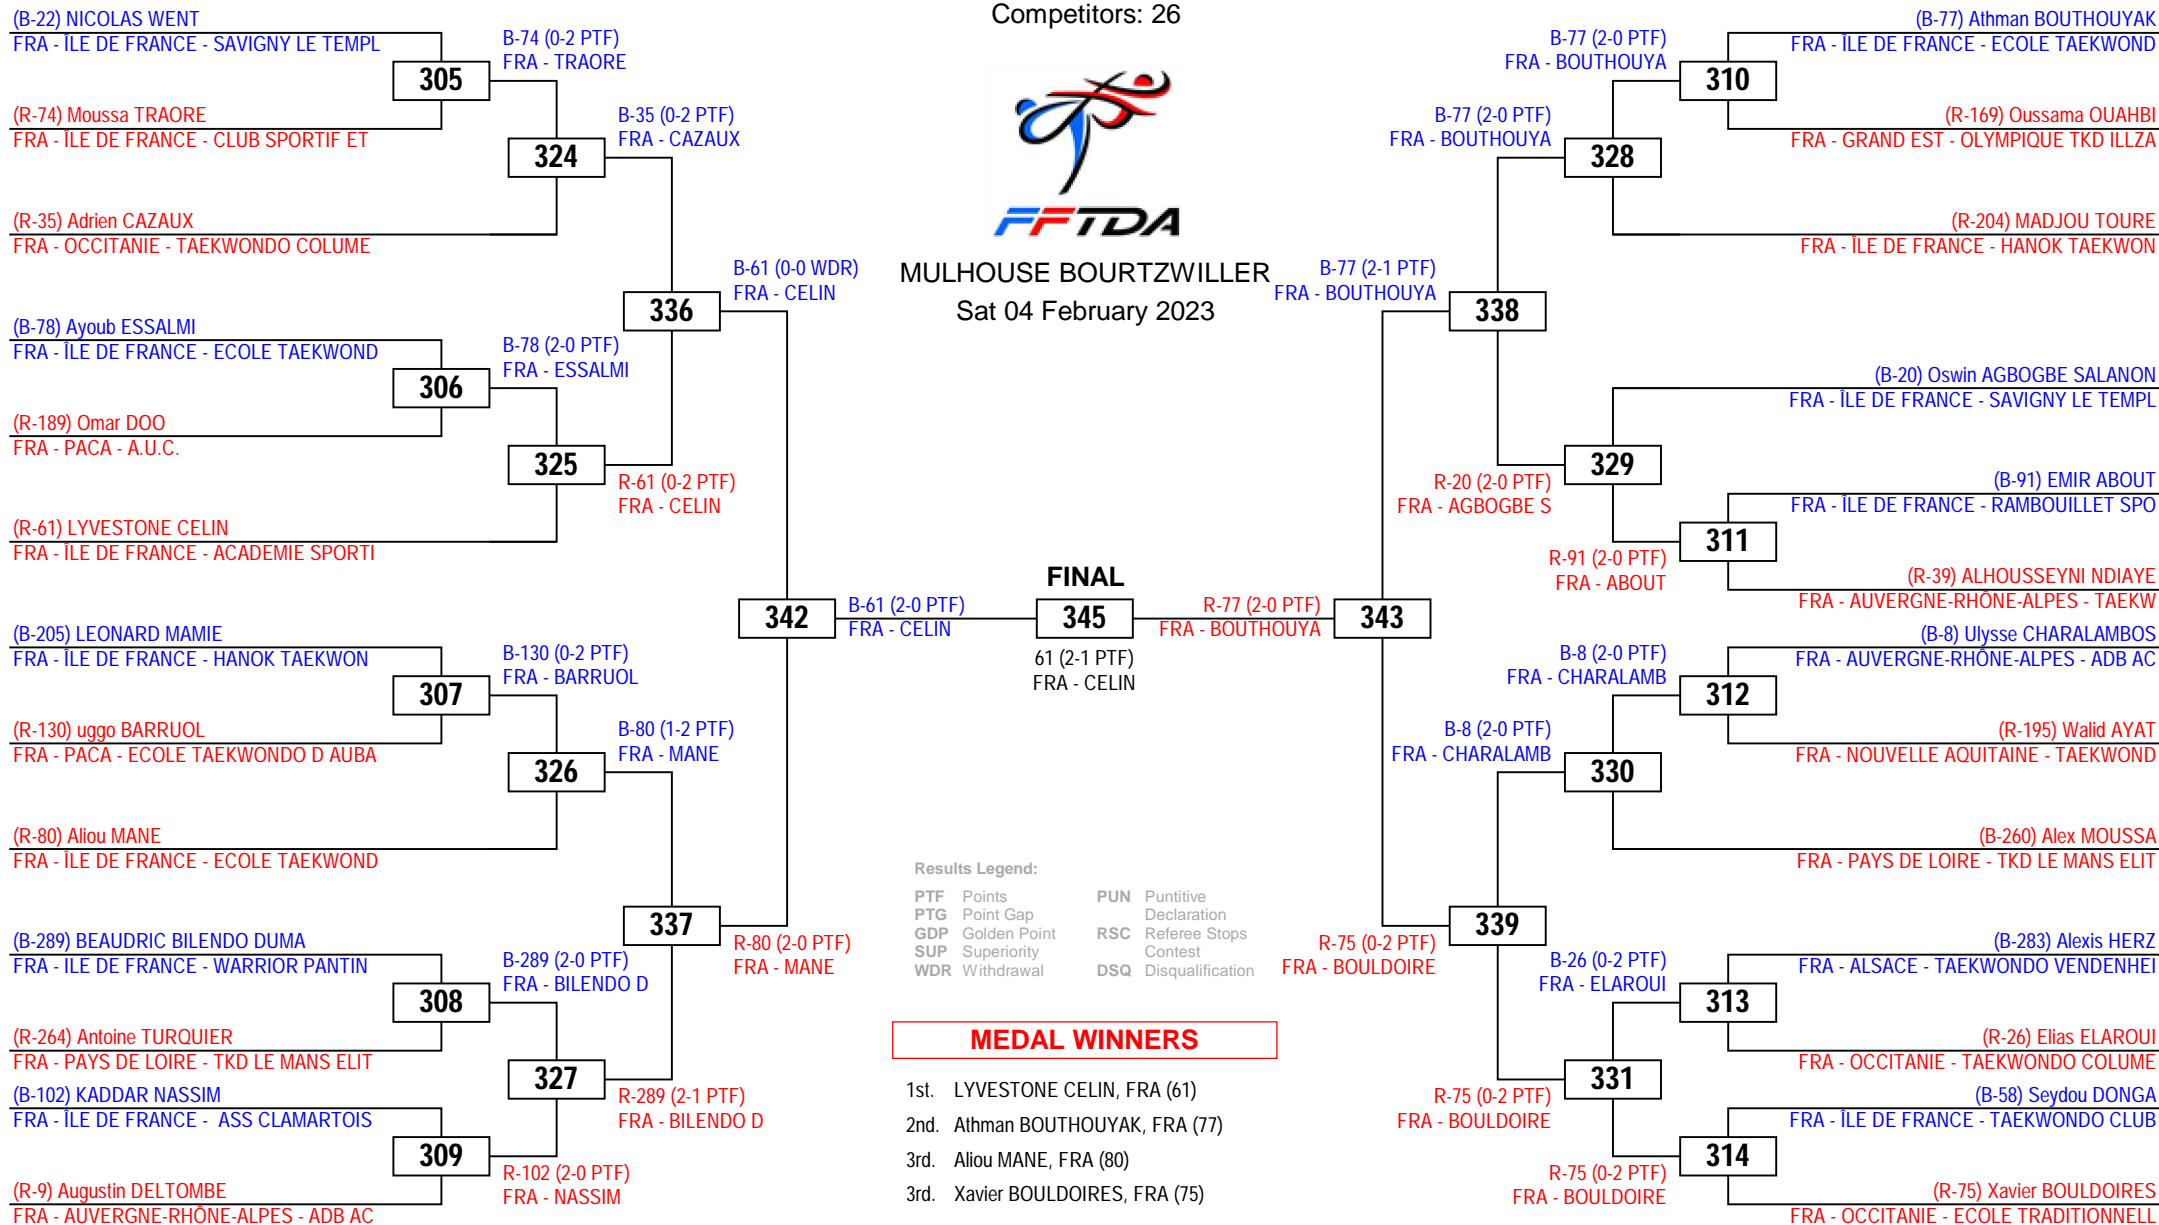 Competitors: 26
FFTDA
MULHOUSE BOURTZWILLER
Sat 04 February 2023
(B-22) NICOLAS WENT
FRA - ÎLE DE FRANCE - SAVIGNY LE TEMPL
305
(R-74) Moussa TRAORE
FRA - ÎLE DE FRANCE - CLUB SPORTIF ET
B-74 (0-2 PTF)
FRA - TRAORE
324
(R-35) Adrien CAZAUX
FRA - OCCITANIE - TAEKWONDO COLUME
B-35 (0-2 PTF)
FRA - CAZAUX
336
B-61 (0-0 WDR)
FRA - CELIN
(B-78) Ayoub ESSALMI
FRA - ÎLE DE FRANCE - ECOLE TAEKWOND
306
(R-189) Omar DOO
FRA - PACA - A.U.C.
B-78 (2-0 PTF)
FRA - ESSALMI
325
(R-61) LYVESTONE CELIN
FRA - ÎLE DE FRANCE - ACADEMIE SPORTI
R-61 (0-2 PTF)
FRA - CELIN
342
B-61 (2-0 PTF)
FRA - CELIN
(B-205) LEONARD MAMIE
FRA - ÎLE DE FRANCE - HANOK TAEKWON
307
(R-130) uggo BARRUOL
FRA - PACA - ECOLE TAEKWONDO D AUBA
B-130 (0-2 PTF)
FRA - BARRUOL
326
(R-80) Aliou MANE
FRA - ÎLE DE FRANCE - ECOLE TAEKWOND
B-80 (1-2 PTF)
FRA - MANE
337
R-80 (2-0 PTF)
FRA - MANE
(B-289) BEAUDRIC BILENDO DUMA
FRA - ILE DE FRANCE - WARRIOR PANTIN
308
(R-264) Antoine TURQUIER
FRA - PAYS DE LOIRE - TKD LE MANS ELIT
B-289 (2-0 PTF)
FRA - BILENDO D
327
R-289 (2-1 PTF)
FRA - BILENDO D
(B-102) KADDAR NASSIM
FRA - ÎLE DE FRANCE - ASS CLAMARTOIS
309
(R-9) Augustin DELTOMBE
FRA - AUVERGNE-RHÔNE-ALPES - ADB AC
R-102 (2-0 PTF)
FRA - NASSIM
FINAL
345
61 (2-1 PTF)
FRA - CELIN
(B-77) Athman BOUTHOUYAK
FRA - ÎLE DE FRANCE - ECOLE TAEKWOND
310
(R-169) Oussama OUAHBI
FRA - GRAND EST - OLYMPIQUE TKD ILLZA
B-77 (2-0 PTF)
FRA - BOUTHOUYA
328
(R-204) MADJOU TOURE
FRA - ÎLE DE FRANCE - HANOK TAEKWON
B-77 (2-0 PTF)
FRA - BOUTHOUYA
338
B-77 (2-1 PTF)
FRA - BOUTHOUYA
(B-20) Oswin AGBOGBE SALANON
FRA - ÎLE DE FRANCE - SAVIGNY LE TEMPL
329
R-20 (2-0 PTF)
FRA - AGBOGBE S
(B-91) EMIR ABOUT
FRA - ÎLE DE FRANCE - RAMBOUILLET SPO
311
(R-39) ALHOUSSEYNI NDIAYE
FRA - AUVERGNE-RHÔNE-ALPES - TAEKW
R-91 (2-0 PTF)
FRA - ABOUT
343
R-77 (2-0 PTF)
FRA - BOUTHOUYA
(B-8) Ulysse CHARALAMBOS
FRA - AUVERGNE-RHÔNE-ALPES - ADB AC
312
(R-195) Walid AYAT
FRA - NOUVELLE AQUITAINE - TAEKWOND
B-8 (2-0 PTF)
FRA - CHARALAMB
330
(B-260) Alex MOUSSA
FRA - PAYS DE LOIRE - TKD LE MANS ELIT
B-8 (2-0 PTF)
FRA - CHARALAMB
339
R-75 (0-2 PTF)
FRA - BOULDOIRE
(B-283) Alexis HERZ
FRA - ALSACE - TAEKWONDO VENDENHEI
313
(R-26) Elias ELAROUI
FRA - OCCITANIE - TAEKWONDO COLUME
B-26 (0-2 PTF)
FRA - ELAROUI
331
R-75 (0-2 PTF)
FRA - BOULDOIRE
(B-58) Seydou DONGA
FRA - ÎLE DE FRANCE - TAEKWONDO CLUB
314
(R-75) Xavier BOULDOIRES
FRA - OCCITANIE - ECOLE TRADITIONNELL
R-75 (0-2 PTF)
FRA - BOULDOIRE
Results Legend:
PTF Points
PTG Point Gap
GDP Golden Point
SUP Superiority
WDR Withdrawal
PUN Puntitive
Declaration
RSC Referee Stops
Contest
DSQ Disqualification
MEDAL WINNERS
1st. LYVESTONE CELIN, FRA (61)
2nd. Athman BOUTHOUYAK, FRA (77)
3rd. Aliou MANE, FRA (80)
3rd. Xavier BOULDOIRES, FRA (75)